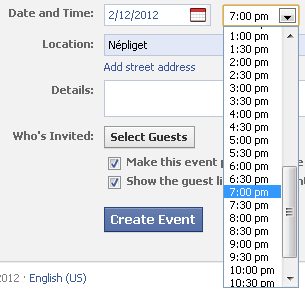 Date and Time: 2/12/2012 7:00 pm
Location: Népliget
Add street address
Details:
Who's Invited: Select Guests
Make this event p
Show the guest li
Create Event
2012 · English (US)
1:00 pm
1:30 pm
2:00 pm
2:30 pm
3:00 pm
3:30 pm
4:00 pm
4:30 pm
5:00 pm
5:30 pm
6:00 pm
6:30 pm
7:00 pm
7:30 pm
8:00 pm
8:30 pm
9:00 pm
9:30 pm
10:00 pm
10:30 pm